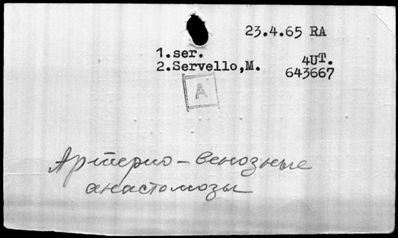 23.4.65 RA
1.ser.
2.Servello,M.
4UT.
643667
A
Артерио-венозные
анастомозы